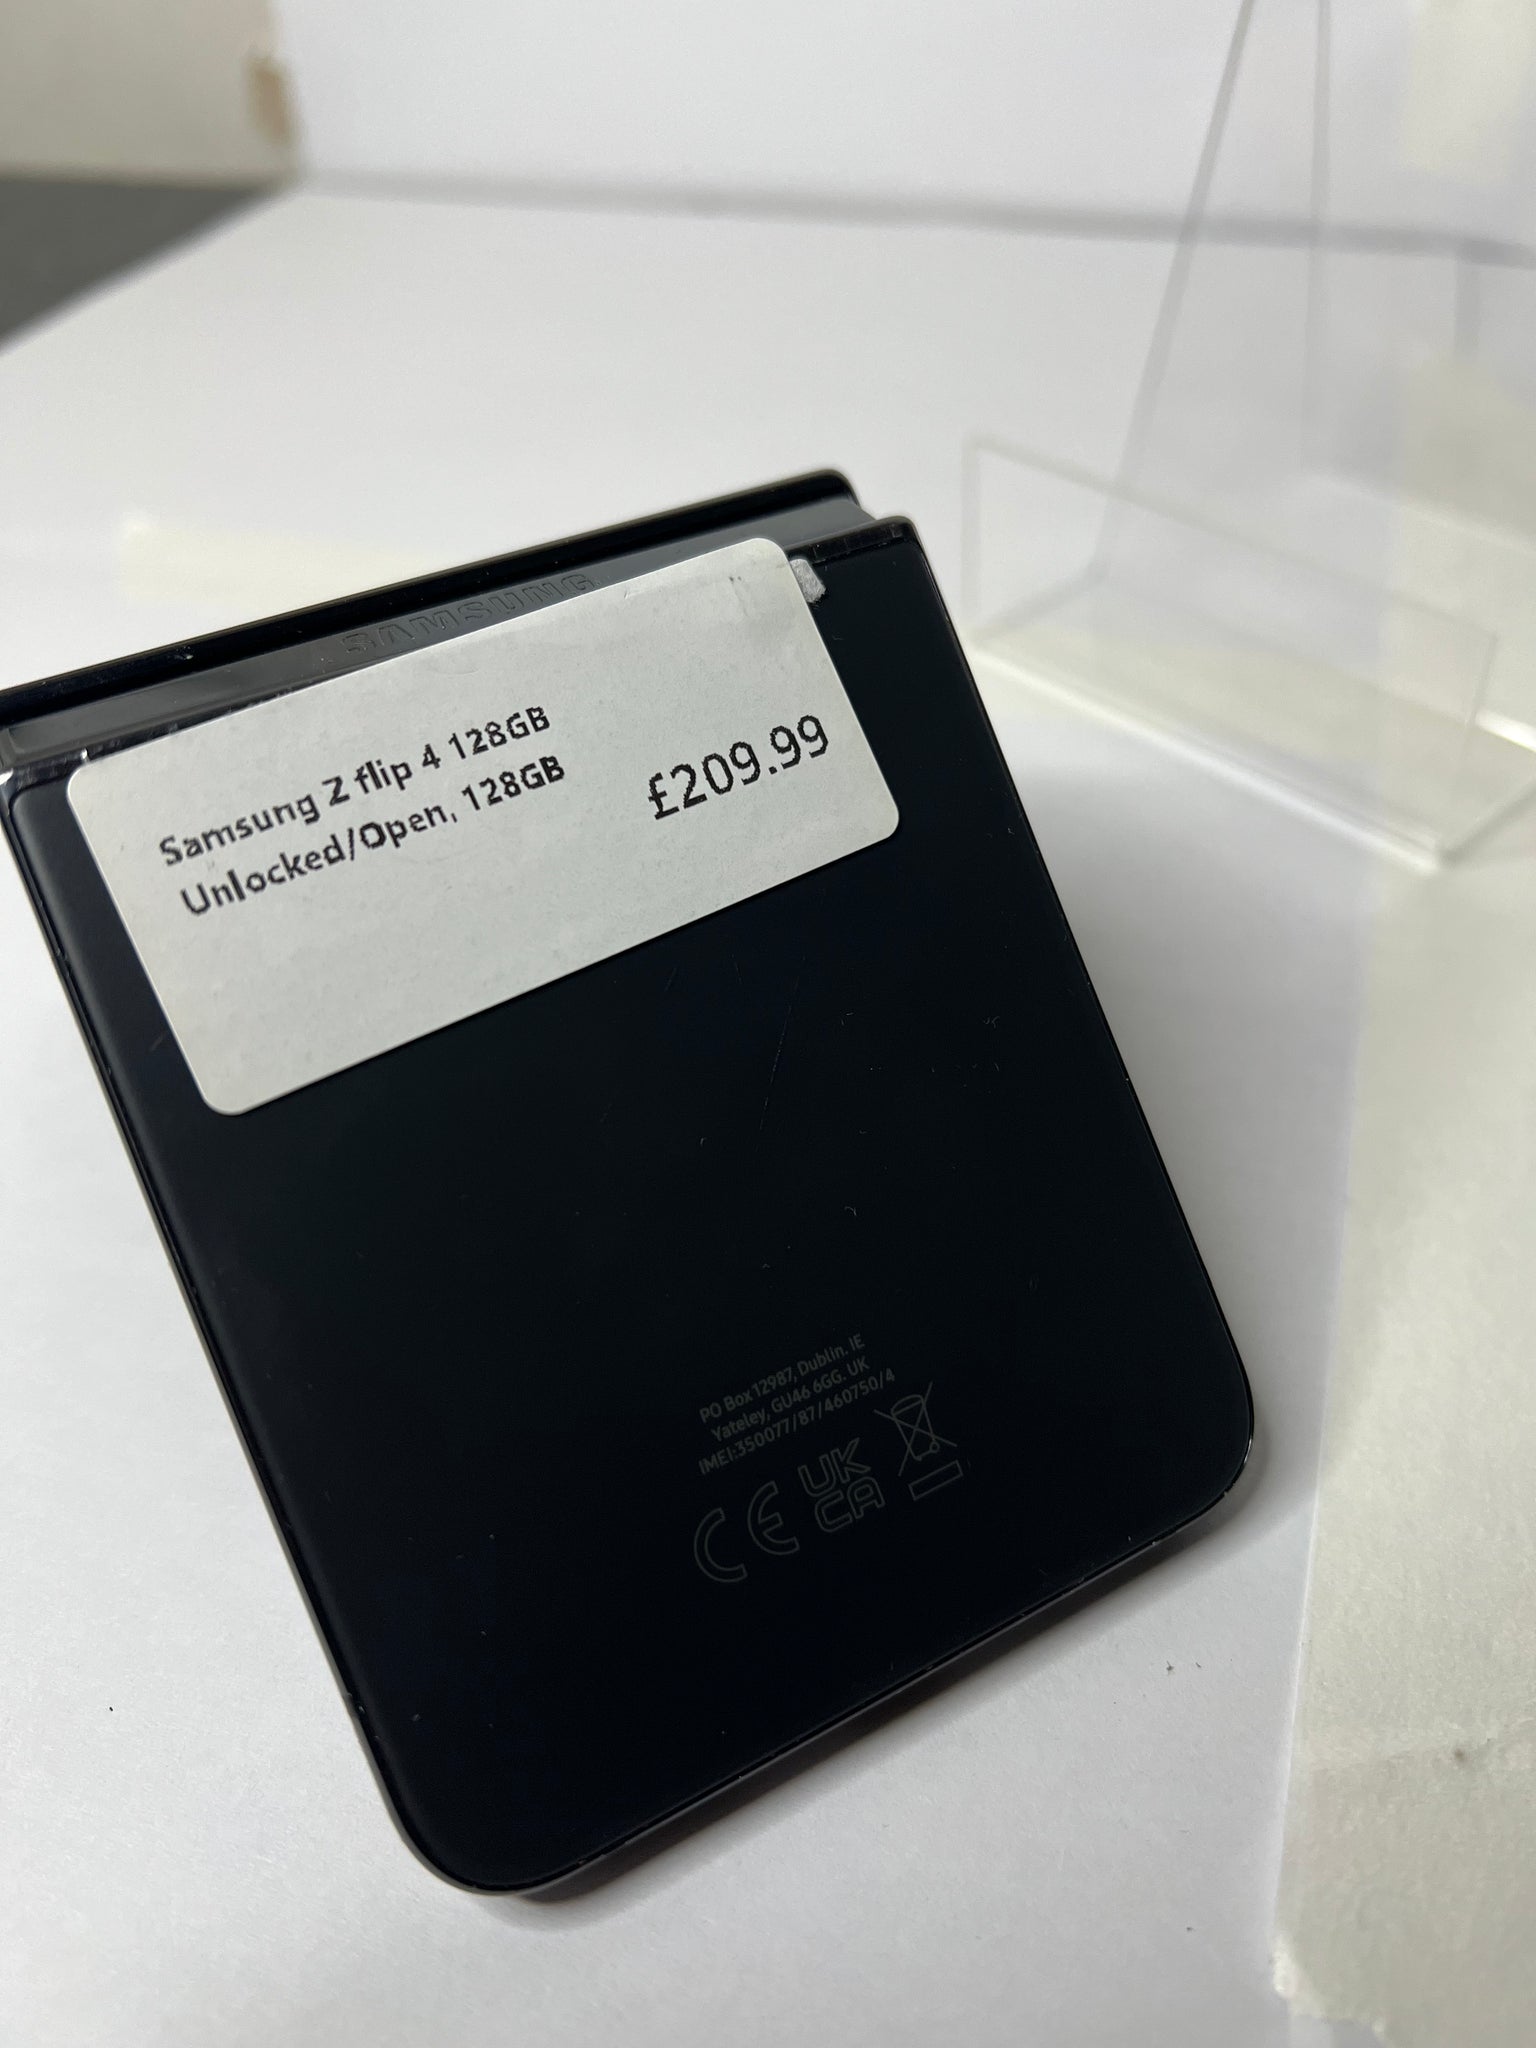 SAMSUNG
Samsung Z flip 4 128GB
Unlocked/Open, 128GB
£209.99
PO Box 12987, Dublin. IE
Yateley, GU46 6GG. UK
IMEI:350077/87/460750/4
CE
UK
CA